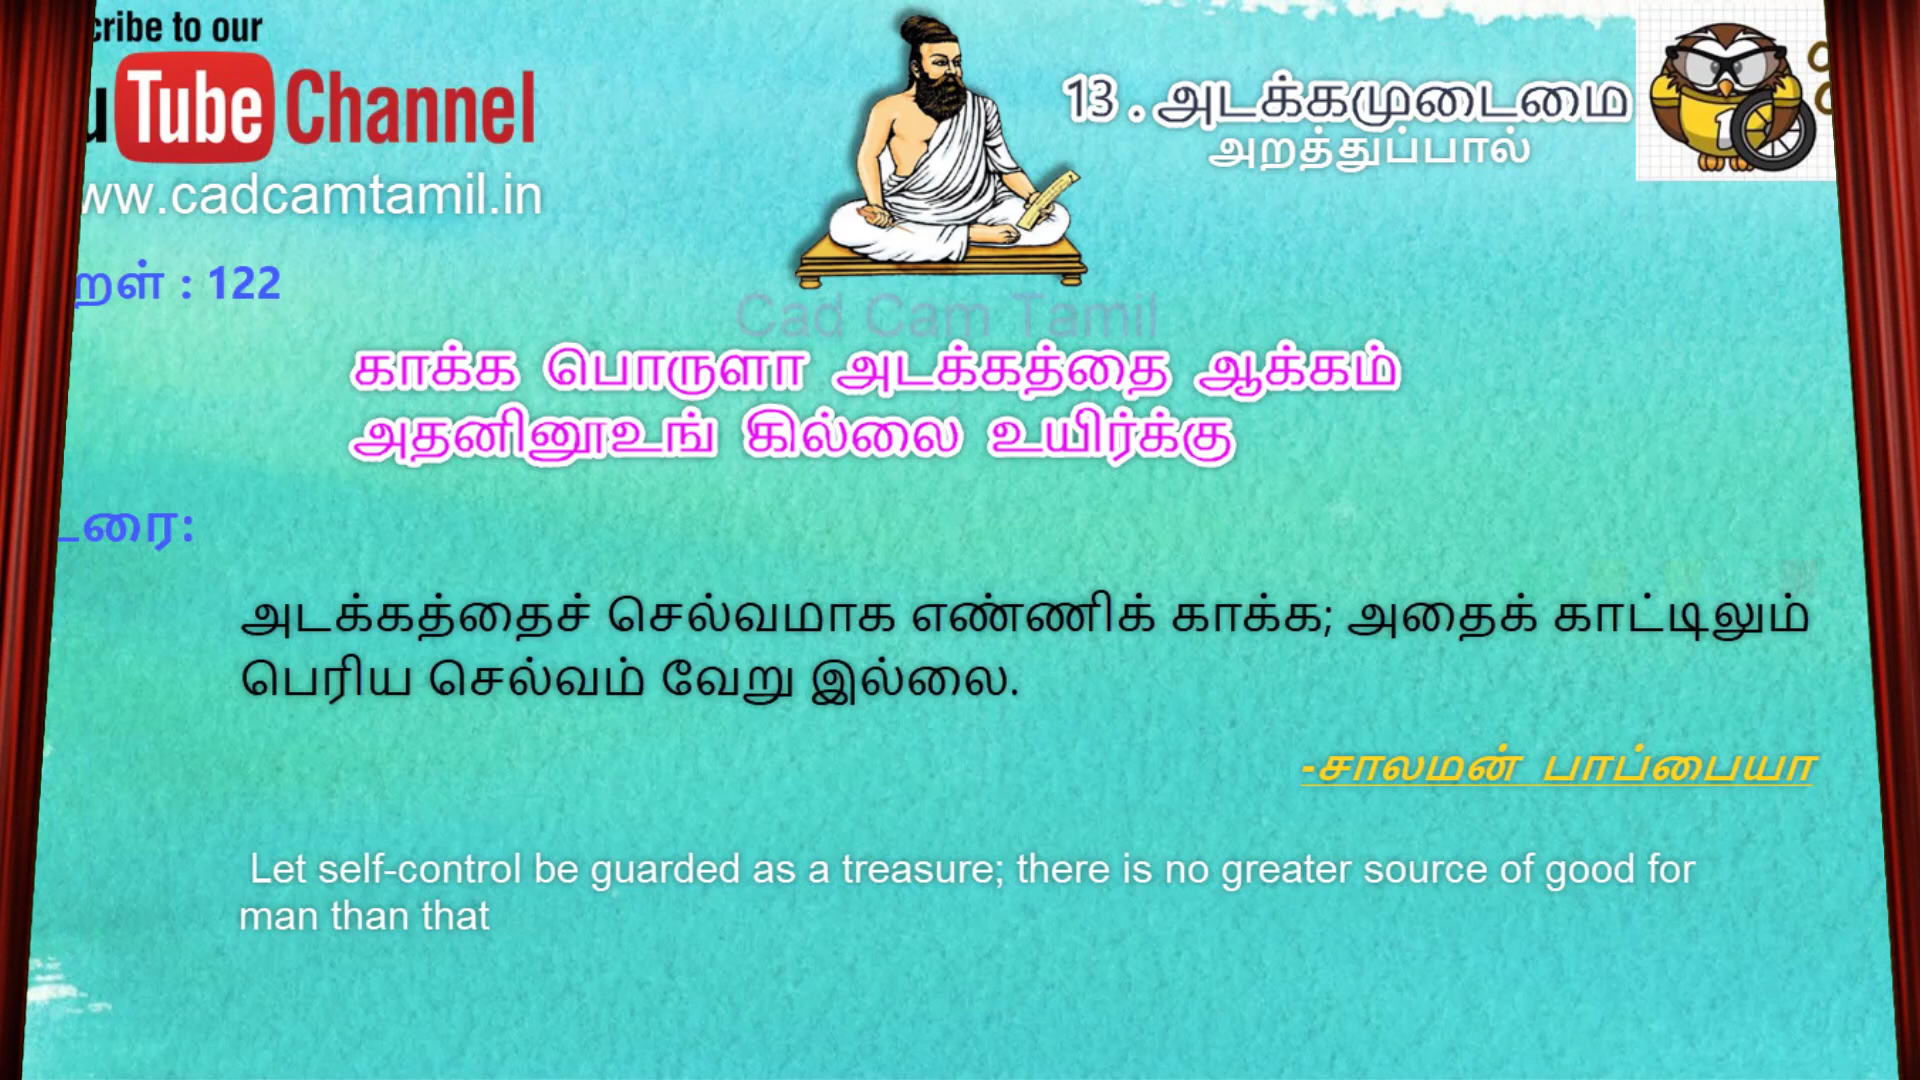 cribe to our
Tube Channel
ww.cadcamtamil.in
13 . அடக்கமுடைமை
அறத்துப்பால்
றள் : 122
Cad Cam Tamil
காக்க பொருளா அடக்கத்தை ஆக்கம்
அதனினூஉங் கில்லை உயிர்க்கு
ரை:
அடக்கத்தைச் செல்வமாக எண்ணிக் காக்க; அதைக் காட்டிலும்
பெரிய செல்வம் வேறு இல்லை.
-சாலமன் பாப்பையா
Let self-control be guarded as a treasure; there is no greater source of good for
man than that